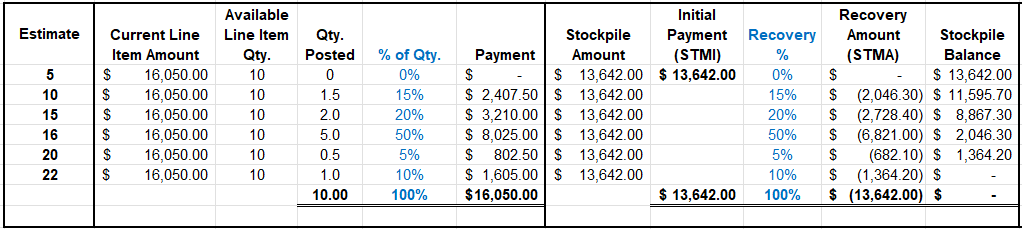 Estimate Current Line Item Amount Available Line Item Qty. Qty. Posted % of Qty. Payment Stockpile Amount Initial Payment (STMI) Recovery % Recovery Amount (STMA) Stockpile Balance
5 $ 16,050.00 10 0 0% $ - $ 13,642.00 $ 13,642.00 0% $ - $ 13,642.00
10 $ 16,050.00 10 1.5 15% $ 2,407.50 $ 13,642.00 15% $ (2,046.30) $ 11,595.70
15 $ 16,050.00 10 2.0 20% $ 3,210.00 $ 13,642.00 20% $ (2,728.40) $ 8,867.30
16 $ 16,050.00 10 5.0 50% $ 8,025.00 $ 13,642.00 50% $ (6,821.00) $ 2,046.30
20 $ 16,050.00 10 0.5 5% $ 802.50 $ 13,642.00 5% $ (682.10) $ 1,364.20
22 $ 16,050.00 10 1.0 10% $ 1,605.00 $ 13,642.00 10% $ (1,364.20) $ -
10.00 100% $16,050.00 $ 13,642.00 100% $ (13,642.00) $ -